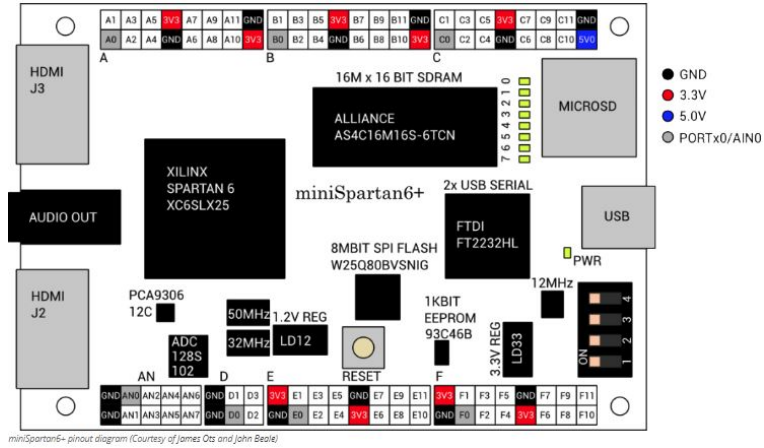 A1 A3 A5 3V3 A7 A9 A11 GND
A0 A2 A4 GND A6 A8 A10 3V3
A
B1 B3 B5 3V3 B7 B9 B11 GND
B0 B2 B4 GND B6 B8 B10 3V3
B
C1 C3 C5 3V3 C7 C9 C11 GND
C0 C2 C4 GND C6 C8 C10 5V0
C
HDMI
J3
16M x 16 BIT SDRAM
ALLIANCE
AS4C16M16S-6TCN
7 6 5 4 3 2 1 0
MICROSD
GND
3.3V
5.0V
PORTx0/AIN0
XILINX
SPARTAN 6
XC6SLX25
miniSpartan6+
2x USB SERIAL
FTDI
FT2232HL
AUDIO OUT
USB
PWR
8MBIT SPI FLASH
W25Q80BVSNIG
HDMI
J2
PCA9306
12C
50MHz
32MHz
1.2V REG
LD12
ADC
128S
102
RESET
1KBIT
EEPROM
93C46B
3.3V REG
LD33
12MHz
4
3
2
1
ON
AN
GND AN0 AN2 AN4 AN6
GND AN1 AN3 AN5 AN7
D
GND D1 D3
GND D0 D2
E
3V3 E1 E3 E5 GND E7 E9 E11
GND E0 E2 E4 3V3 E6 E8 E10
F
3V3 F1 F3 F5 GND F7 F9 F11
GND F0 F2 F4 3V3 F6 F8 F10
miniSpartan6+ pinout diagram (Courtesy of James Ots and John Beale)